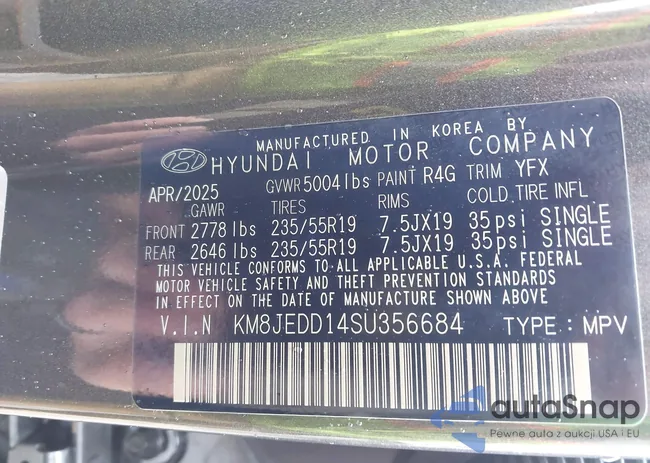 MANUFACTURED IN KOREA BY
HYUNDAI MOTOR COMPANY
APR/2025 GVWR 5004 lbs PAINT R4G TRIM YFX
GAWR TIRES RIMS COLD TIRE INFL
FRONT 2778 lbs 235/55R19 7.5JX19 35psi SINGLE
REAR 2646 lbs 235/55R19 7.5JX19 35psi SINGLE
THIS VEHICLE CONFORMS TO ALL APPLICABLE U.S.A. FEDERAL
MOTOR VEHICLE SAFETY AND THEFT PREVENTION STANDARDS
IN EFFECT ON THE DATE OF MANUFACTURE SHOWN ABOVE
V.I.N KM8JEDD14SU356684 TYPE: MPV
autoSnap
Pewne auta z aukcji USA i EU